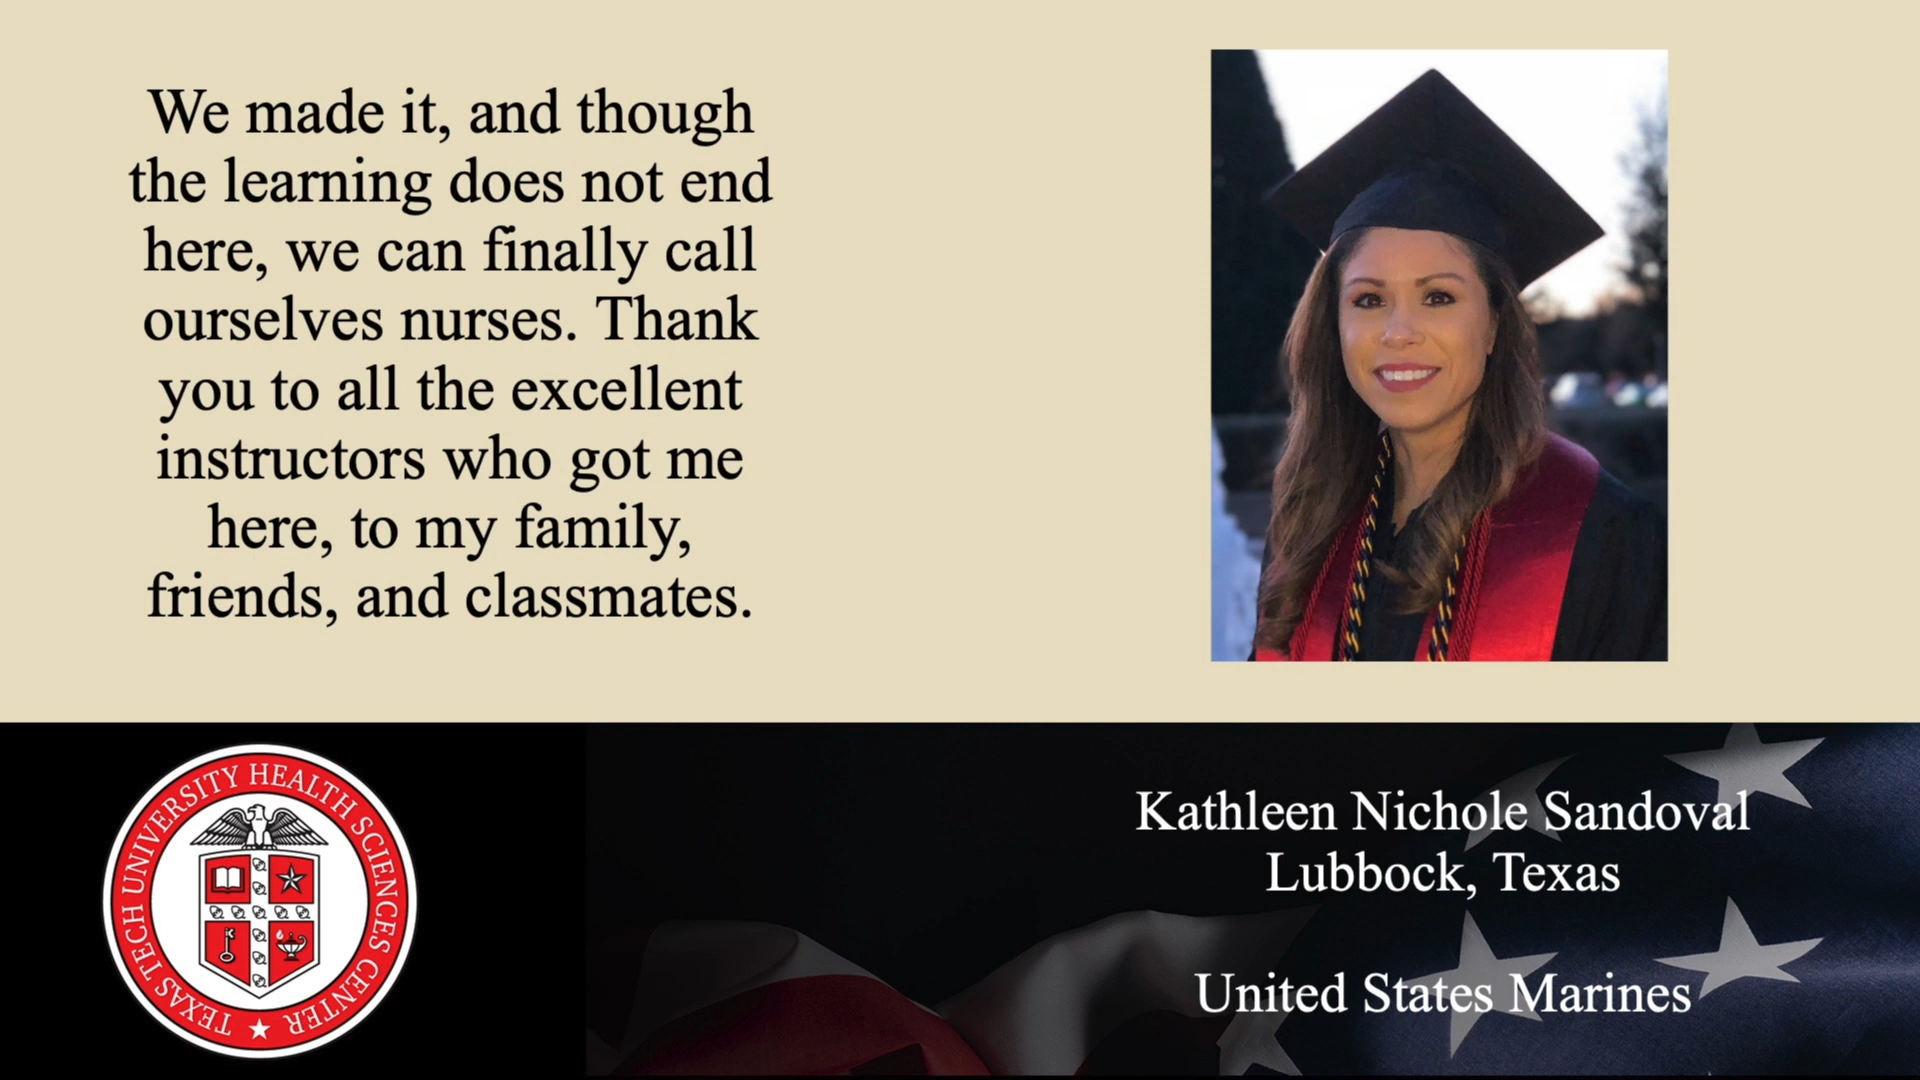 We made it, and though
the learning does not end
here, we can finally call
ourselves nurses. Thank
you to all the excellent
instructors who got me
here, to my family,
friends, and classmates.
TEXAS TECH UNIVERSITY HEALTH SCIENCES CENTER
Kathleen Nichole Sandoval
Lubbock, Texas
United States Marines